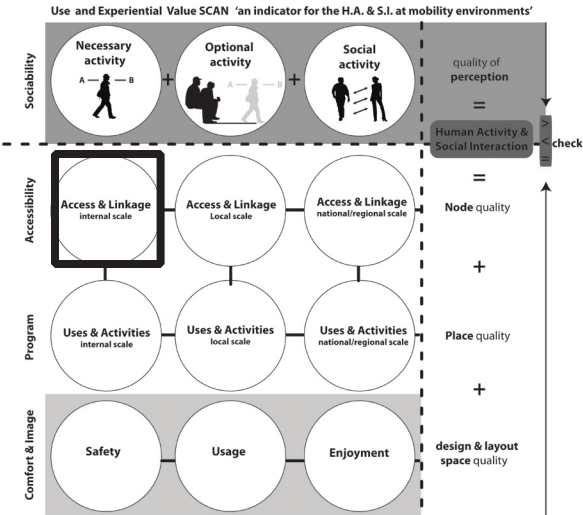 Use and Experiential Value SCAN 'an indicator for the H.A. & S.I. at mobility environments'
Sociability
Necessary
activity
A — — B
+
Optional
activity
A — — B
+
Social
activity
quality of
perception
=
Human Activity &
Social Interaction
> < =
check
=
Accessibility
Access & Linkage
internal scale
Access & Linkage
Local scale
Access & Linkage
national/regional scale
Node quality
+
Program
Uses & Activities
internal scale
Uses & Activities
local scale
Uses & Activities
national/regional scale
Place quality
+
Comfort & Image
Safety
Usage
Enjoyment
design & layout
space quality